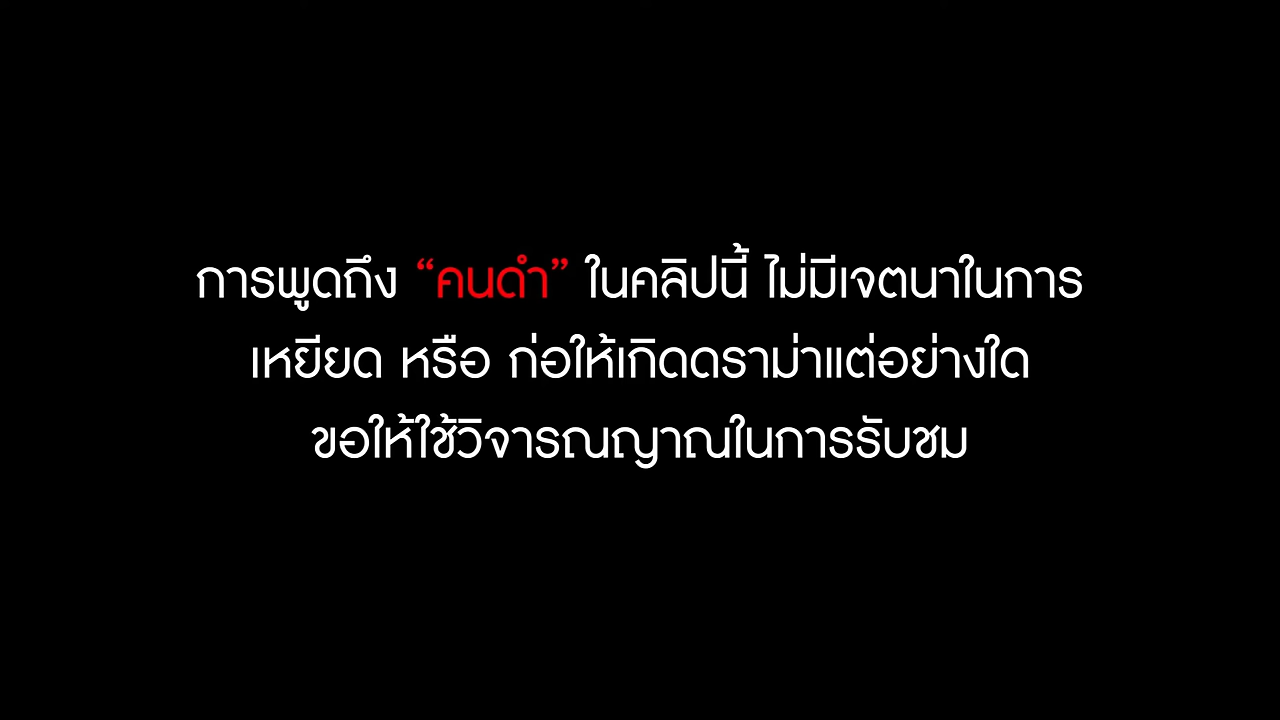 การพูดถึง “คนดำ” ในคลิปนี้ ไม่มีเจตนาในการ
เหยียด หรือ ก่อให้เกิดดราม่าแต่อย่างใด
ขอให้ใช้วิจารณญาณในการรับชม